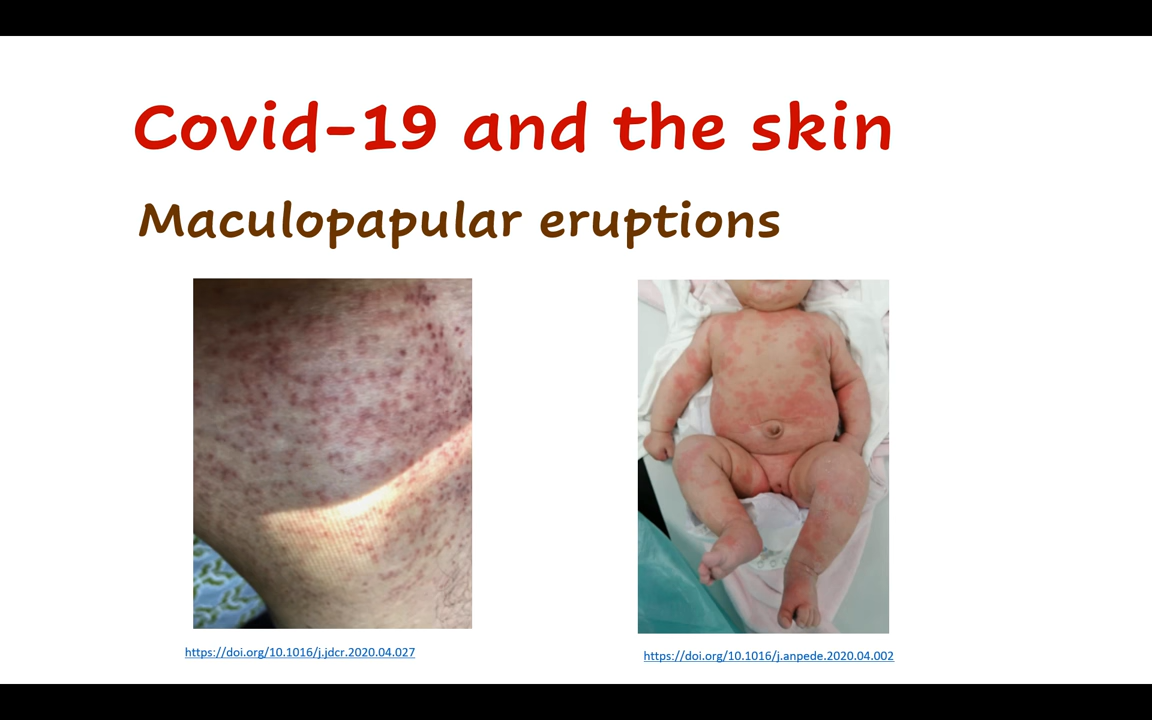 Covid-19 and the skin
Maculopapular eruptions
https://doi.org/10.1016/j.jdcr.2020.04.027
https://doi.org/10.1016/j.anpede.2020.04.002